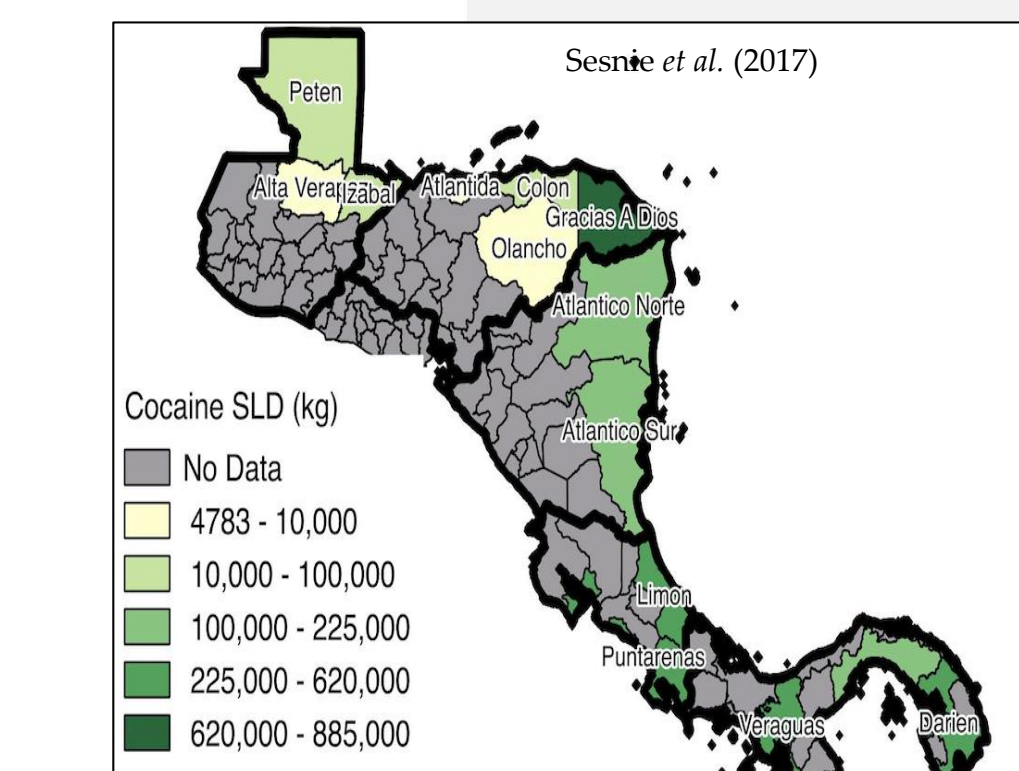 Sesnie et al. (2017)
Peten
Alta Verapaz
Izabal
Atlantida
Colon
Gracias A Dios
Olancho
Atlantico Norte
Cocaine SLD (kg)
Atlantico Sur
No Data
4783 - 10,000
10,000 - 100,000
Limon
100,000 - 225,000
Puntarenas
225,000 - 620,000
620,000 - 885,000
Veraguas
Darien